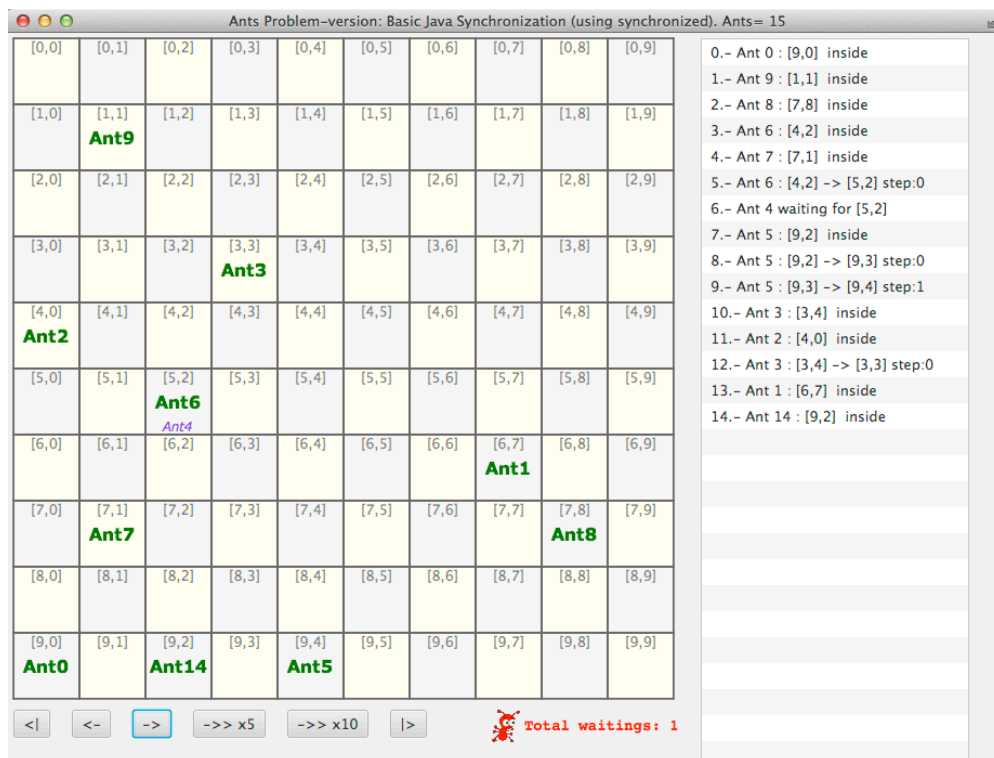 Ants Problem-version: Basic Java Synchronization (using synchronized). Ants= 15
[0,0] [0,1] [0,2] [0,3] [0,4] [0,5] [0,6] [0,7] [0,8] [0,9]
[1,0] [1,1] [1,2] [1,3] [1,4] [1,5] [1,6] [1,7] [1,8] [1,9]
Ant9
[2,0] [2,1] [2,2] [2,3] [2,4] [2,5] [2,6] [2,7] [2,8] [2,9]
[3,0] [3,1] [3,2] [3,3] [3,4] [3,5] [3,6] [3,7] [3,8] [3,9]
Ant3
[4,0] [4,1] [4,2] [4,3] [4,4] [4,5] [4,6] [4,7] [4,8] [4,9]
Ant2
[5,0] [5,1] [5,2] [5,3] [5,4] [5,5] [5,6] [5,7] [5,8] [5,9]
Ant6
Ant4
[6,0] [6,1] [6,2] [6,3] [6,4] [6,5] [6,6] [6,7] [6,8] [6,9]
Ant1
[7,0] [7,1] [7,2] [7,3] [7,4] [7,5] [7,6] [7,7] [7,8] [7,9]
Ant7 Ant8
[8,0] [8,1] [8,2] [8,3] [8,4] [8,5] [8,6] [8,7] [8,8] [8,9]
[9,0] [9,1] [9,2] [9,3] [9,4] [9,5] [9,6] [9,7] [9,8] [9,9]
Ant0 Ant14 Ant5
<| <- -> ->> x5 ->> x10 |> Total waitings: 1
0.- Ant 0 : [9,0] inside
1.- Ant 9 : [1,1] inside
2.- Ant 8 : [7,8] inside
3.- Ant 6 : [4,2] inside
4.- Ant 7 : [7,1] inside
5.- Ant 6 : [4,2] -> [5,2] step:0
6.- Ant 4 waiting for [5,2]
7.- Ant 5 : [9,2] inside
8.- Ant 5 : [9,2] -> [9,3] step:0
9.- Ant 5 : [9,3] -> [9,4] step:1
10.- Ant 3 : [3,4] inside
11.- Ant 2 : [4,0] inside
12.- Ant 3 : [3,4] -> [3,3] step:0
13.- Ant 1 : [6,7] inside
14.- Ant 14 : [9,2] inside